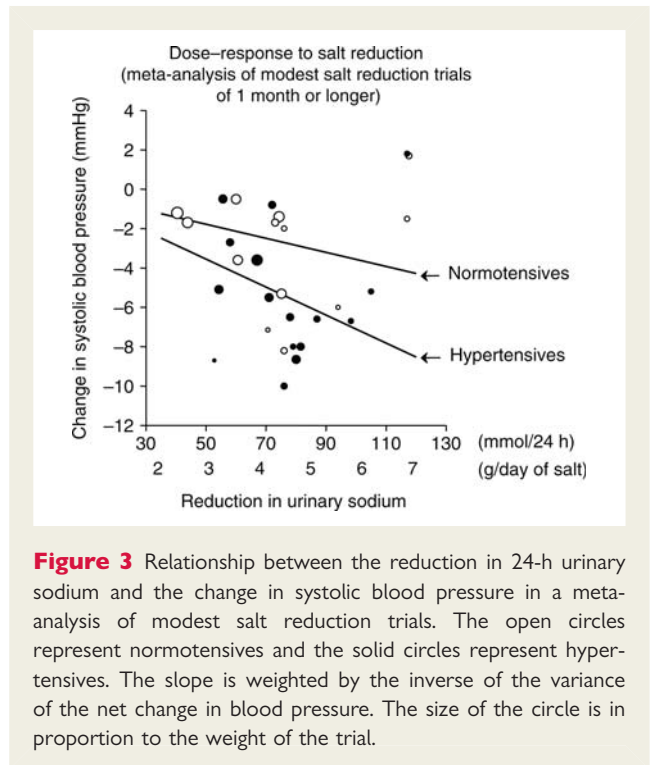 Dose–response to salt reduction
(meta-analysis of modest salt reduction trials
of 1 month or longer)
Change in systolic blood pressure (mmHg)
4
2
0
−2
−4
−6
−8
−10
−12
Normotensives
Hypertensives
30 50 70 90 110 130 (mmol/24 h)
2 3 4 5 6 7 (g/day of salt)
Reduction in urinary sodium
Figure 3 Relationship between the reduction in 24-h urinary
sodium and the change in systolic blood pressure in a meta-
analysis of modest salt reduction trials. The open circles
represent normotensives and the solid circles represent hyper-
tensives. The slope is weighted by the inverse of the variance
of the net change in blood pressure. The size of the circle is in
proportion to the weight of the trial.